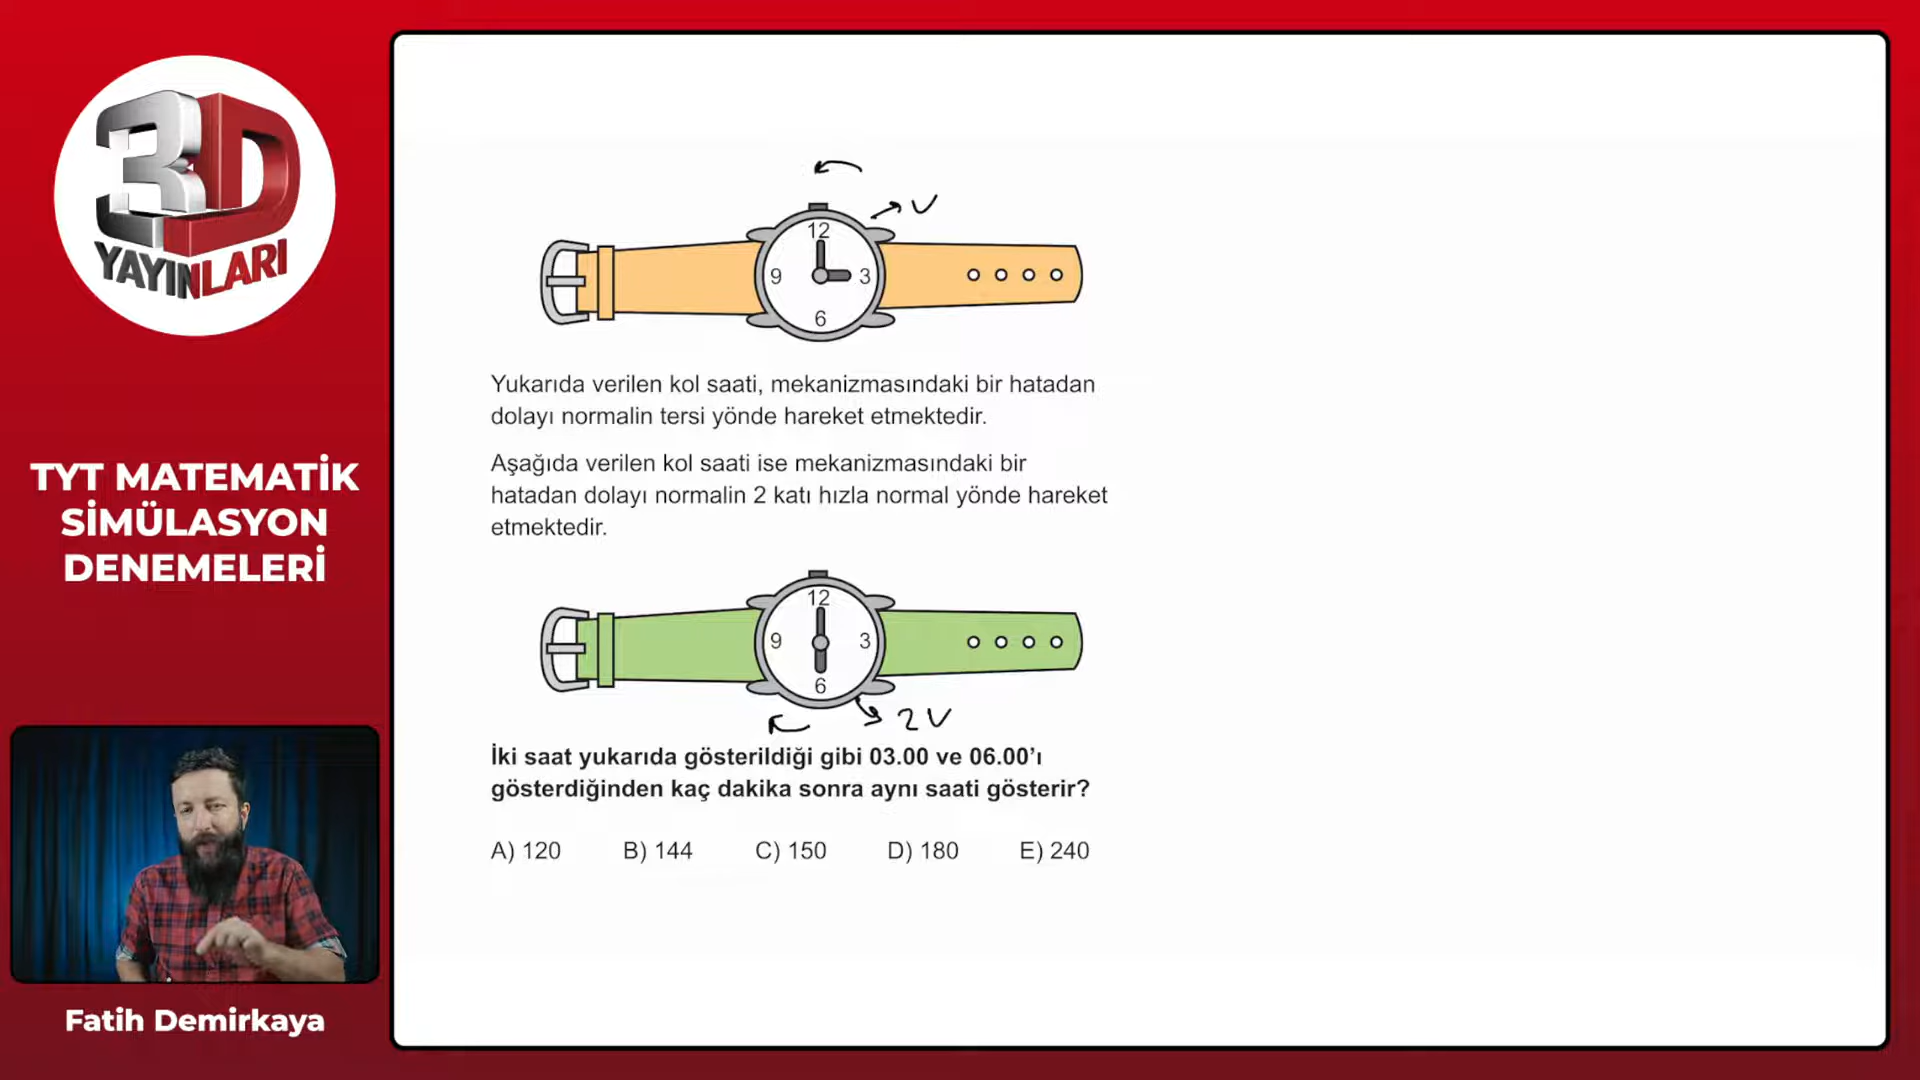 3D
YAYINLARI
TYT MATEMATİK
SİMÜLASYON
DENEMELERİ
Fatih Demirkaya
V
12
9 3
6
Yukarıda verilen kol saati, mekanizmasındaki bir hatadan
dolayı normalin tersi yönde hareket etmektedir.
Aşağıda verilen kol saati ise mekanizmasındaki bir
hatadan dolayı normalin 2 katı hızla normal yönde hareket
etmektedir.
12
9 3
6
2V
İki saat yukarıda gösterildiği gibi 03.00 ve 06.00’ı
gösterdiğinden kaç dakika sonra aynı saati gösterir?
A) 120 B) 144 C) 150 D) 180 E) 240